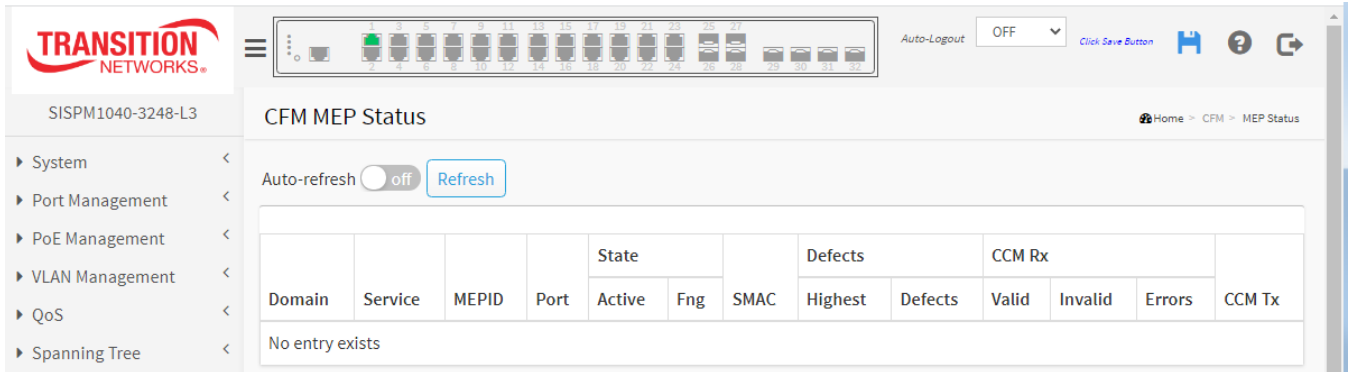 TRANSITION
NETWORKS®
1 3 5 7 9 11 13 15 17 19 21 23 25 27
2 4 6 8 10 12 14 16 18 20 22 24 26 28 29 30 31 32
Auto-Logout OFF Click Save Button
SISPM1040-3248-L3
CFM MEP Status
Home > CFM > MEP Status
System
Port Management
PoE Management
VLAN Management
QoS
Spanning Tree
Auto-refresh off Refresh
State Defects CCM Rx
Domain Service MEPID Port Active Fng SMAC Highest Defects Valid Invalid Errors CCM Tx
No entry exists